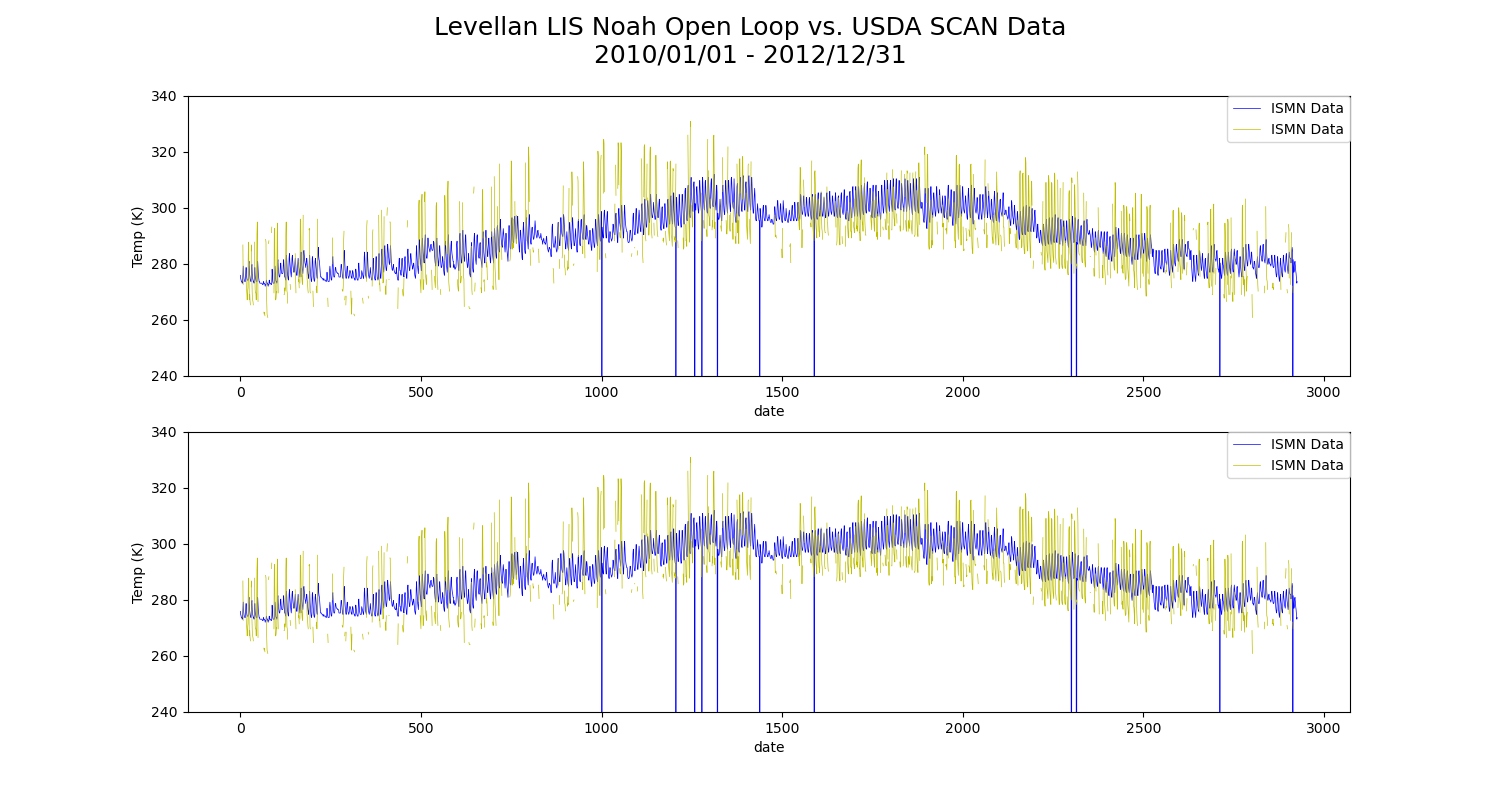 Levellan LIS Noah Open Loop vs. USDA SCAN Data
2010/01/01 - 2012/12/31
340
320
300
280
260
240
Temp (K)
ISMN Data
ISMN Data
0 500 1000 1500 2000 2500 3000
date
340
320
300
280
260
240
Temp (K)
ISMN Data
ISMN Data
0 500 1000 1500 2000 2500 3000
date